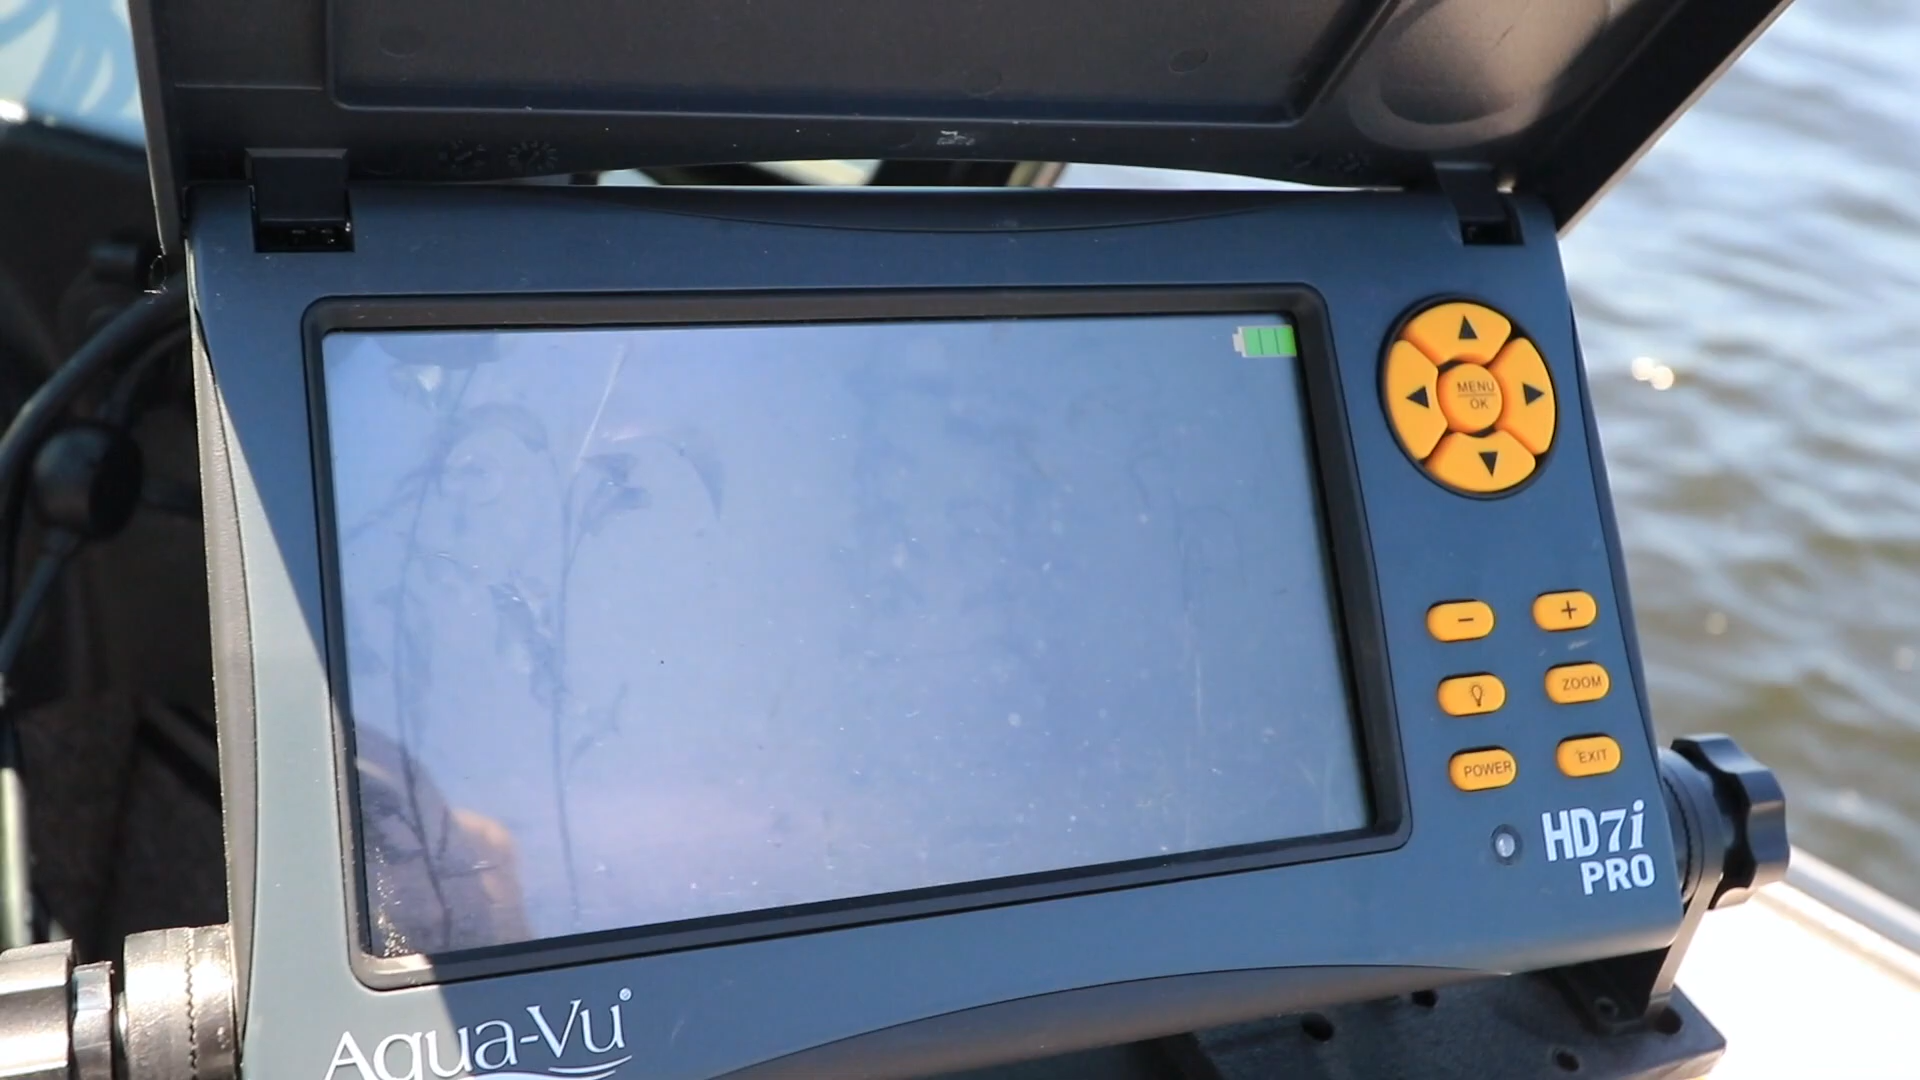 MENU
OK
−
+
ZOOM
POWER
EXIT
HD7i
PRO
Aqua-Vu®